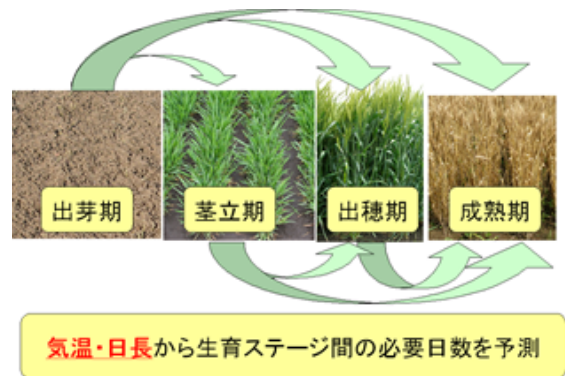 出芽期
茎立期
出穂期
成熟期
気温・日長から生育ステージ間の必要日数を予測